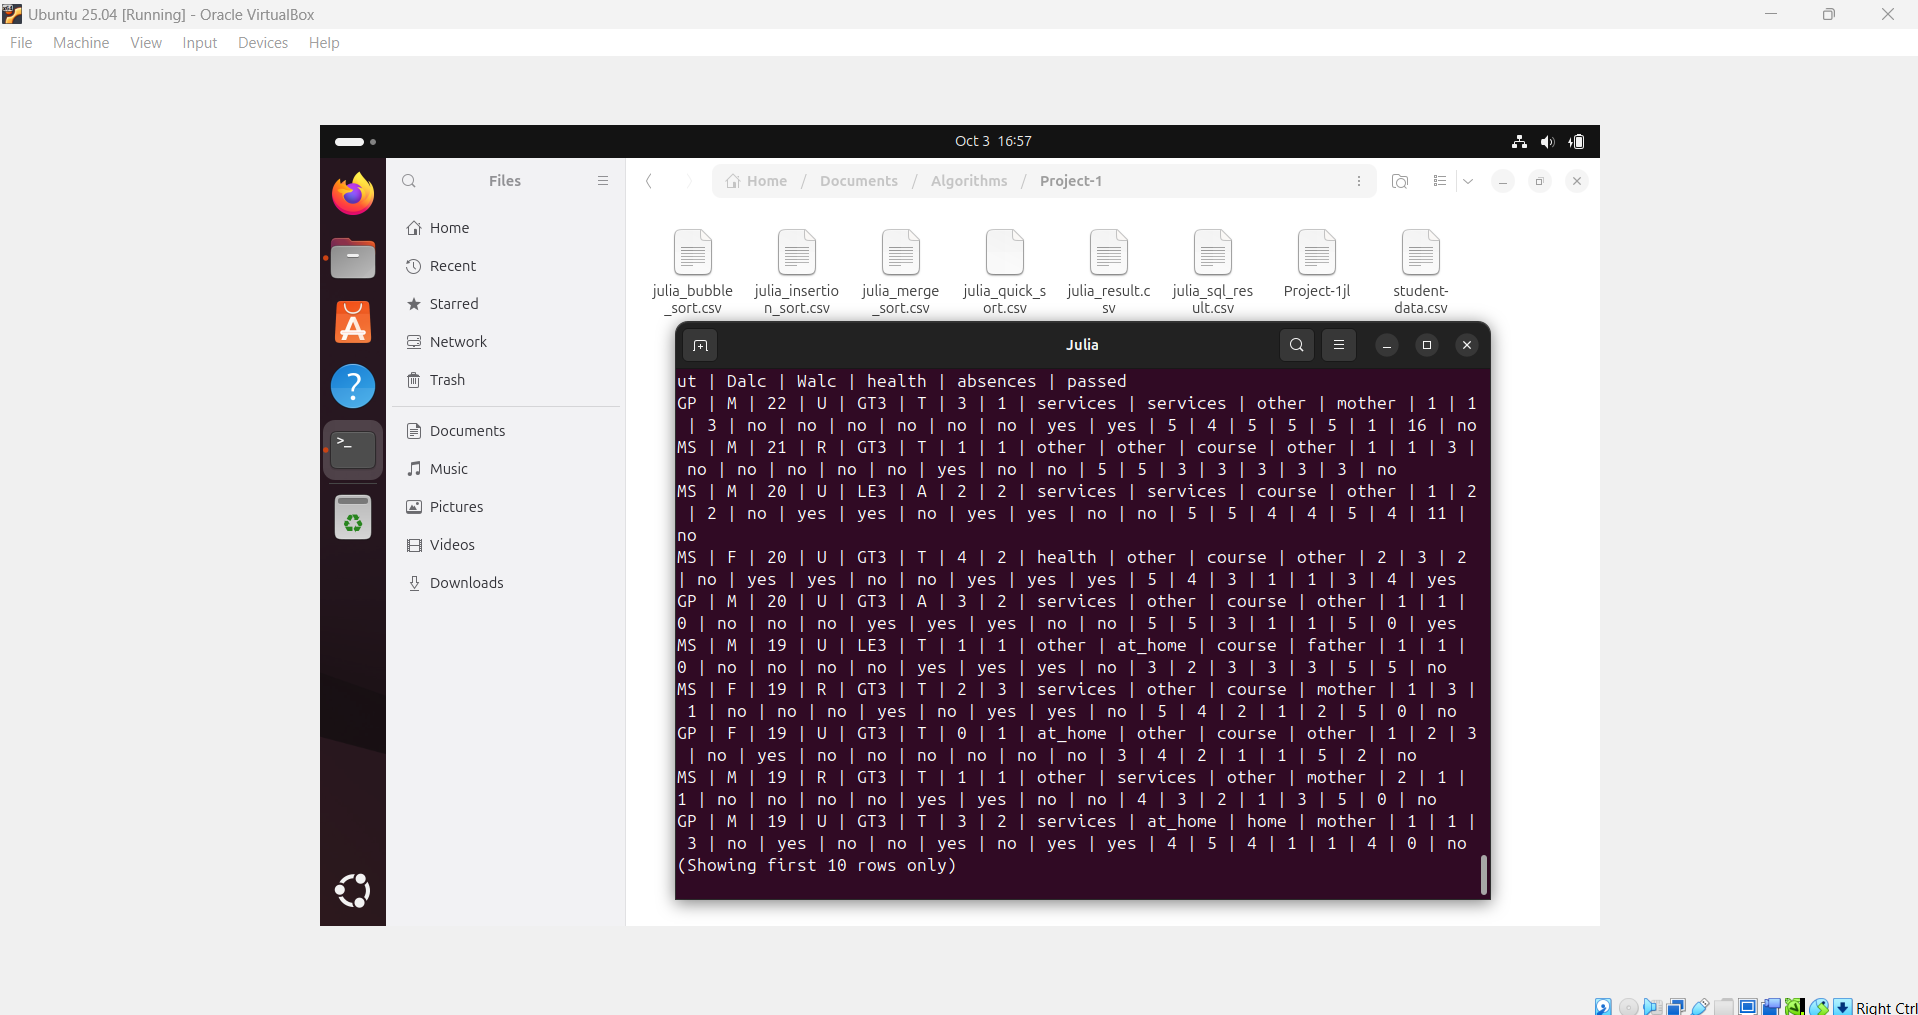 Ubuntu 25.04 [Running] - Oracle VirtualBox
File Machine View Input Devices Help
Oct 3 16:57
Files
Home / Documents / Algorithms / Project-1
Home
Recent
Starred
Network
Trash
Documents
Music
Pictures
Videos
Downloads
julia_bubble
_sort.csv
julia_insertio
n_sort.csv
julia_merge
_sort.csv
julia_quick_s
ort.csv
julia_result.c
sv
julia_sql_res
ult.csv
Project-1jl
student-
data.csv
Julia
ut | Dalc | Walc | health | absences | passed
GP | M | 22 | U | GT3 | T | 3 | 1 | services | services | other | mother | 1 | 1
| 3 | no | no | no | no | no | no | yes | yes | 5 | 4 | 5 | 5 | 5 | 1 | 16 | no
MS | M | 21 | R | GT3 | T | 1 | 1 | other | other | course | other | 1 | 1 | 3 |
no | no | no | no | no | yes | no | no | 5 | 5 | 3 | 3 | 3 | 3 | 3 | no
MS | M | 20 | U | LE3 | A | 2 | 2 | services | services | course | other | 1 | 2
| 2 | no | yes | yes | no | yes | yes | no | no | 5 | 5 | 4 | 4 | 5 | 4 | 11 |
no
MS | F | 20 | U | GT3 | T | 4 | 2 | health | other | course | other | 2 | 3 | 2
| no | yes | yes | no | no | yes | yes | yes | 5 | 4 | 3 | 1 | 1 | 3 | 4 | yes
GP | M | 20 | U | GT3 | A | 3 | 2 | services | other | course | other | 1 | 1 |
0 | no | no | no | yes | yes | yes | no | no | 5 | 5 | 3 | 1 | 1 | 5 | 0 | yes
MS | M | 19 | U | LE3 | T | 1 | 1 | other | at_home | course | father | 1 | 1 |
0 | no | no | no | no | yes | yes | yes | no | 3 | 2 | 3 | 3 | 3 | 5 | 5 | no
MS | F | 19 | R | GT3 | T | 2 | 3 | services | other | course | mother | 1 | 3 |
1 | no | no | no | yes | no | yes | yes | no | 5 | 4 | 2 | 1 | 2 | 5 | 0 | no
GP | F | 19 | U | GT3 | T | 0 | 1 | at_home | other | course | other | 1 | 2 | 3
| no | yes | no | no | no | no | no | no | 3 | 4 | 2 | 1 | 1 | 5 | 2 | no
MS | M | 19 | R | GT3 | T | 1 | 1 | other | services | other | mother | 2 | 1 |
1 | no | no | no | no | yes | yes | no | no | 4 | 3 | 2 | 1 | 3 | 5 | 0 | no
GP | M | 19 | U | GT3 | T | 3 | 2 | services | at_home | home | mother | 1 | 1 |
3 | no | yes | no | no | yes | no | yes | yes | 4 | 5 | 4 | 1 | 1 | 4 | 0 | no
(Showing first 10 rows only)
Right Ctrl